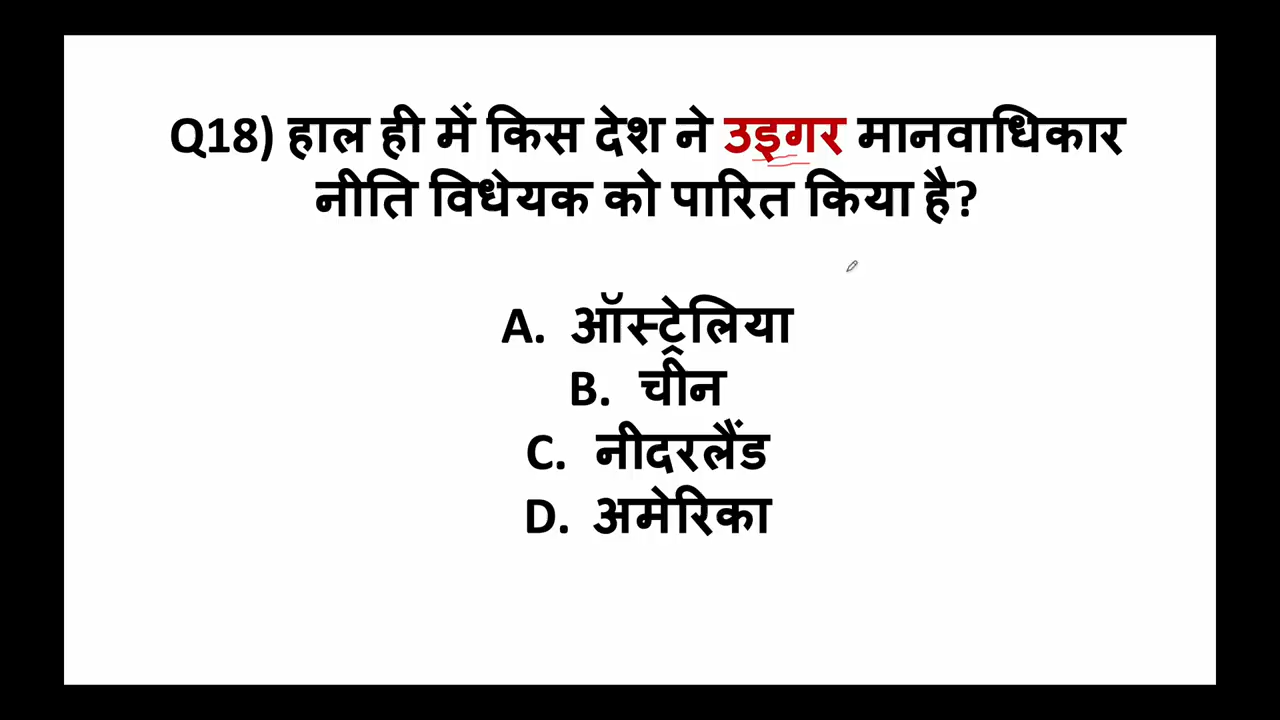 Q18) हाल ही में किस देश ने उइगर मानवाधिकार
नीति विधेयक को पारित किया है?
A. ऑस्ट्रेलिया
B. चीन
C. नीदरलैंड
D. अमेरिका